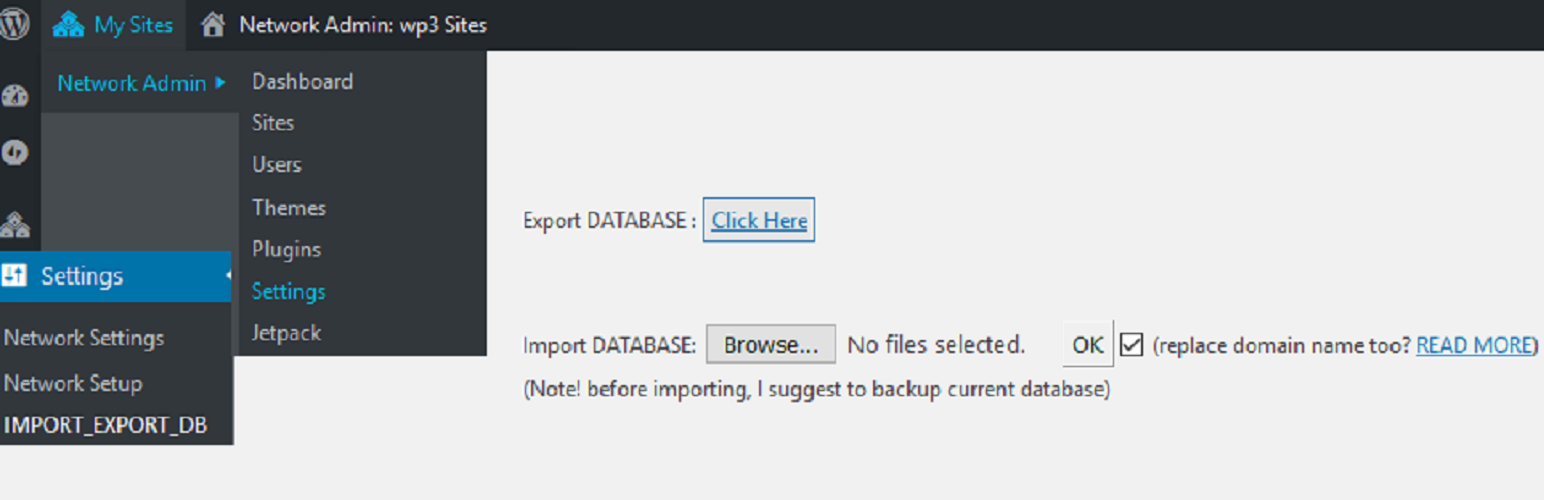 My Sites
Network Admin: wp3 Sites
Network Admin
Dashboard
Sites
Users
Themes
Plugins
Settings
Jetpack
Settings
Network Settings
Network Setup
IMPORT_EXPORT_DB
Export DATABASE : Click Here
Import DATABASE: Browse... No files selected. OK (replace domain name too? READ MORE)
(Note! before importing, I suggest to backup current database)